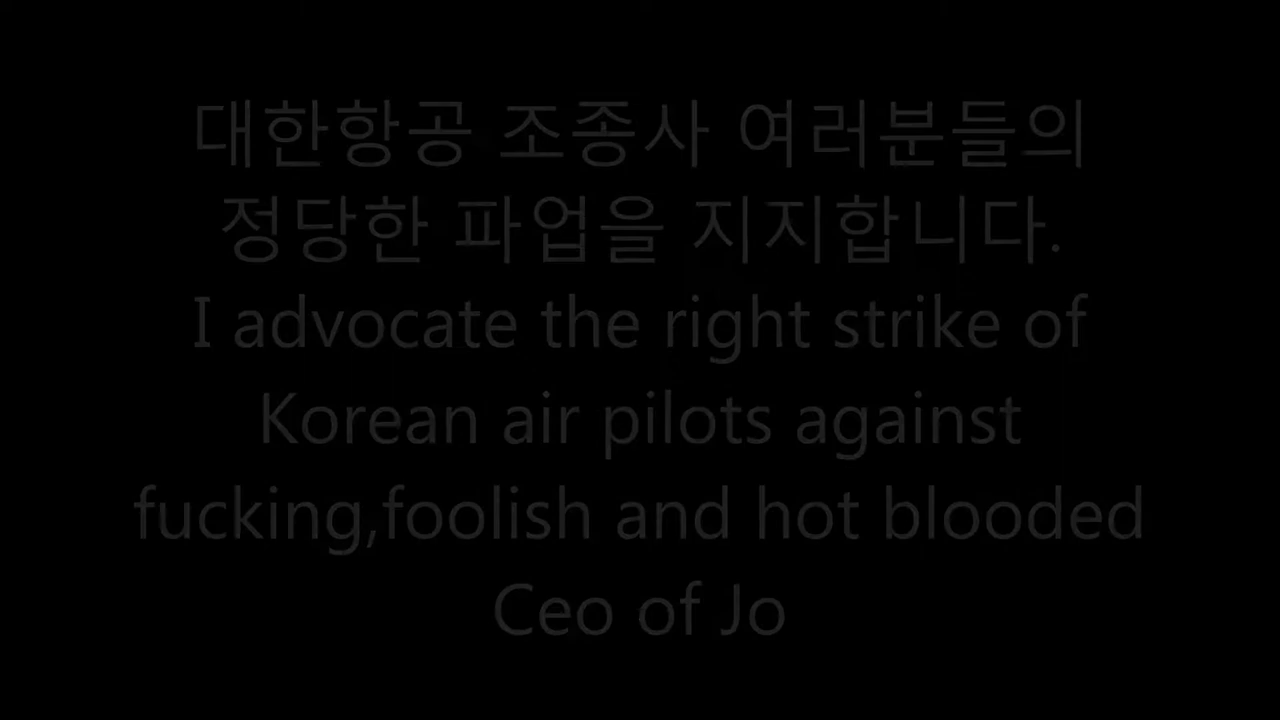 대한항공 조종사 여러분들의
정당한 파업을 지지합니다.
I advocate the right strike of
Korean air pilots against
fucking,foolish and hot blooded
Ceo of Jo